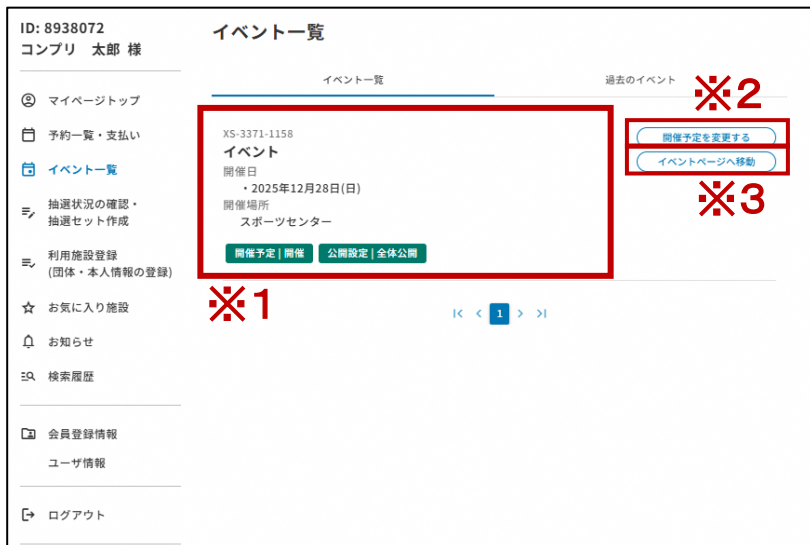 ID: 8938072
コンプリ 太郎 様
マイページトップ
予約一覧・支払い
イベント一覧
抽選状況の確認・
抽選セット作成
利用施設登録
(団体・本人情報の登録)
お気に入り施設
お知らせ
検索履歴
会員登録情報
ユーザ情報
ログアウト
イベント一覧
イベント一覧
過去のイベント
※2
XS-3371-1158
イベント
開催日
・2025年12月28日(日)
開催場所
スポーツセンター
開催予定|開催 公開設定|全体公開
開催予定を変更する
イベントページへ移動
※3
※1
1